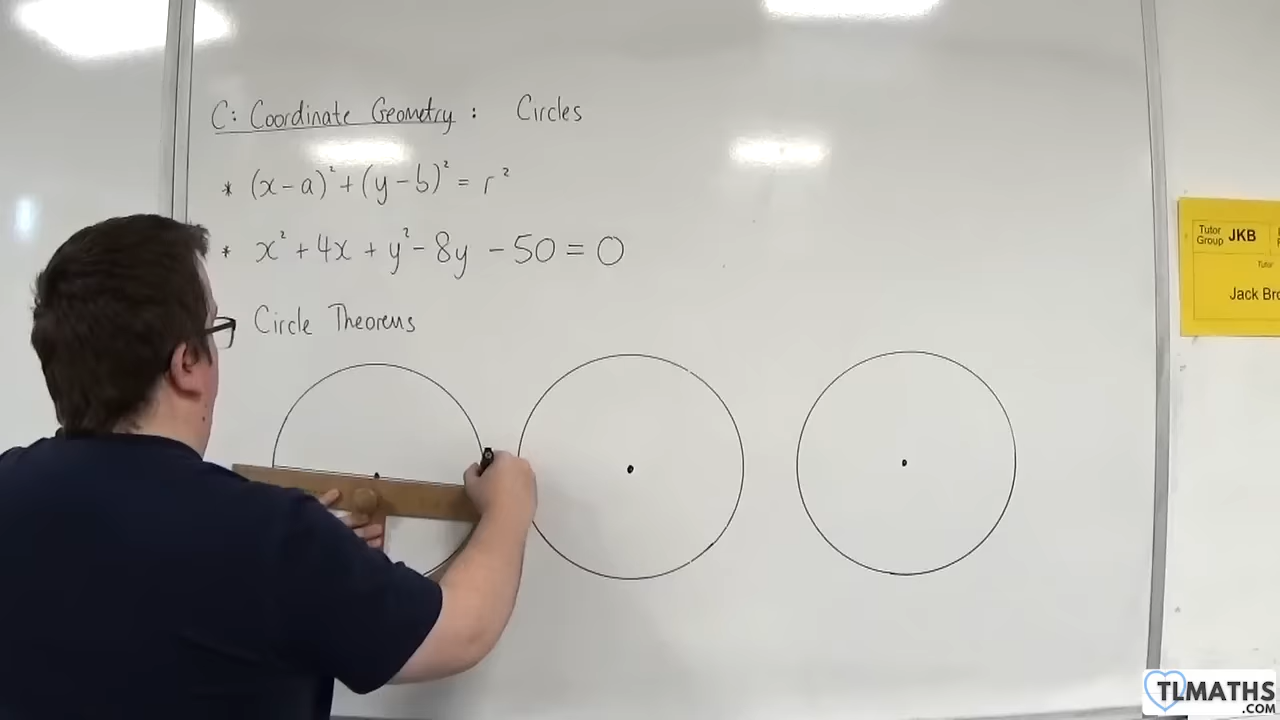 C: Coordinate Geometry: Circles
* (x-a)² + (y-b)² = r²
* x² + 4x + y² - 8y - 50 = 0
Circle Theorems
Tutor Group JKB
Tutor
Jack Bro
TLMATHS
.COM